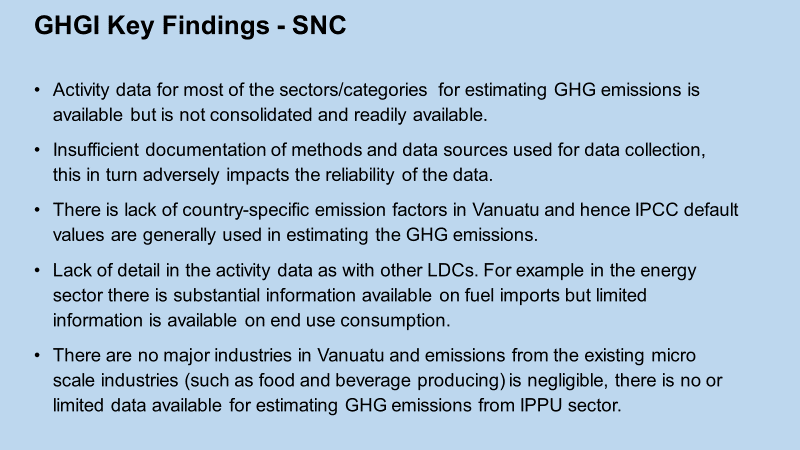 GHGI Key Findings - SNC
• Activity data for most of the sectors/categories for estimating GHG emissions is
available but is not consolidated and readily available.
• Insufficient documentation of methods and data sources used for data collection,
this in turn adversely impacts the reliability of the data.
• There is lack of country-specific emission factors in Vanuatu and hence IPCC default
values are generally used in estimating the GHG emissions.
• Lack of detail in the activity data as with other LDCs. For example in the energy
sector there is substantial information available on fuel imports but limited
information is available on end use consumption.
• There are no major industries in Vanuatu and emissions from the existing micro
scale industries (such as food and beverage producing) is negligible, there is no or
limited data available for estimating GHG emissions from IPPU sector.